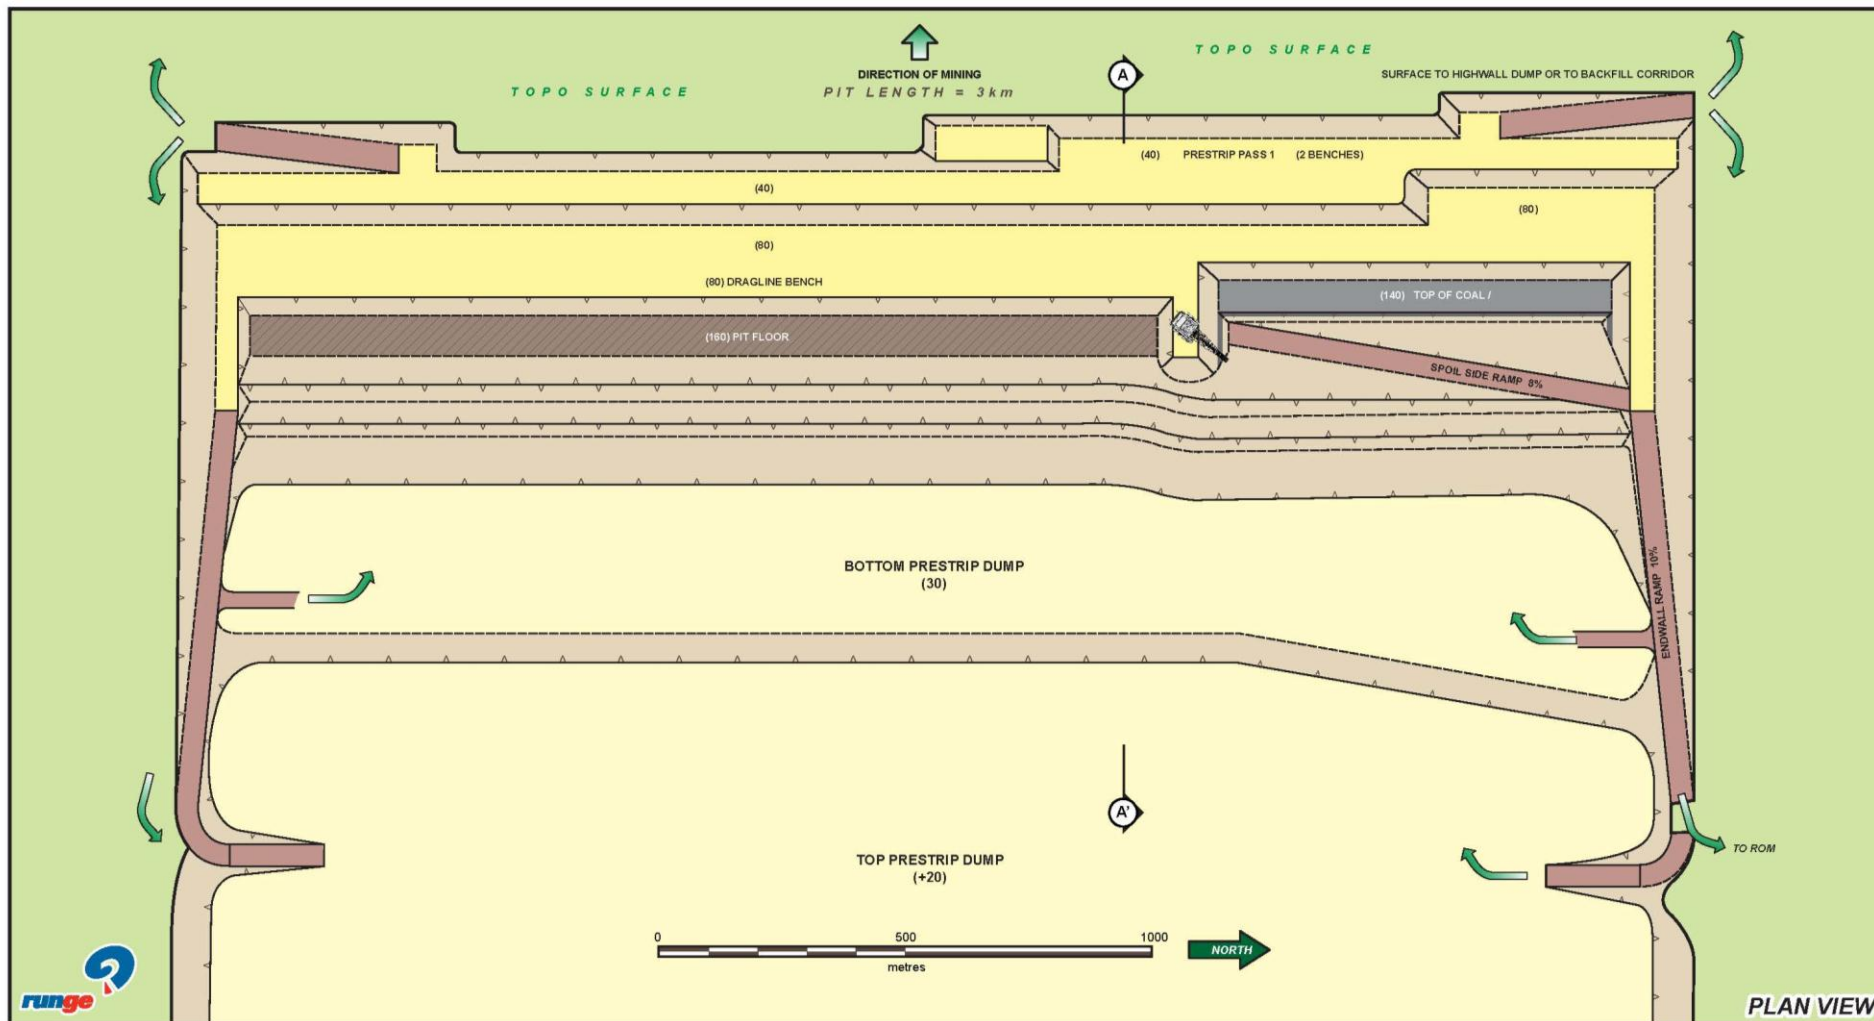 TOPO SURFACE
DIRECTION OF MINING
A
SURFACE TO HIGHWALL DUMP OR TO BACKFILL CORRIDOR
TOPO SURFACE
PIT LENGTH = 3km
(40) PRESTRIP PASS 1 (2 BENCHES)
(40)
(80)
(80)
(80) DRAGLINE BENCH
(140) TOP OF COAL /
(160) PIT FLOOR
SPOIL SIDE RAMP 8%
BOTTOM PRESTRIP DUMP
(30)
ENDWALL RAMP 10%
A'
TO ROM
TOP PRESTRIP DUMP
(+20)
0 500 1000
metres
NORTH
runge
PLAN VIEW